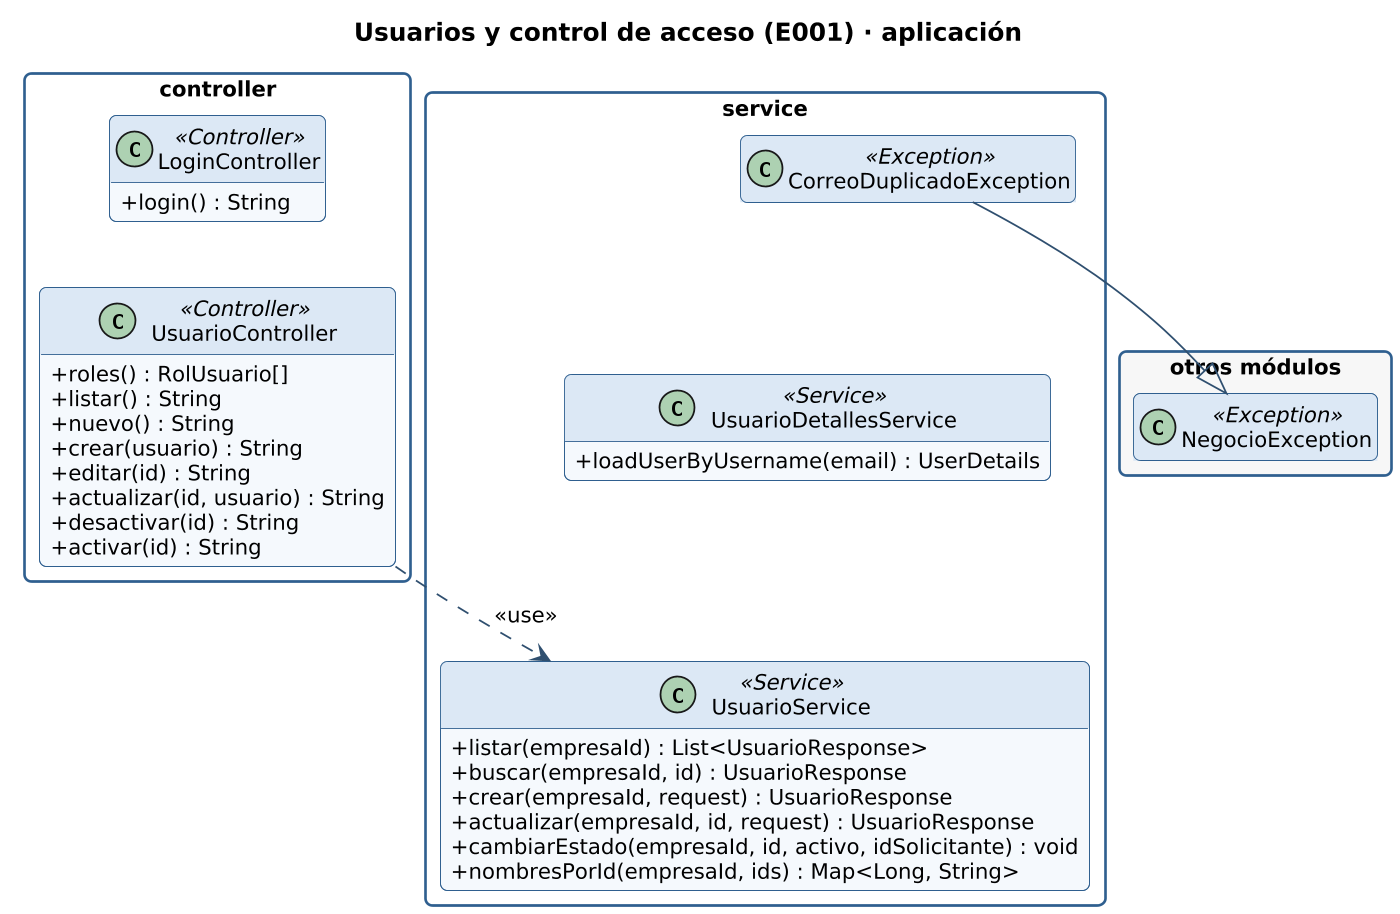 Usuarios y control de acceso (E001) · aplicación
controller
C
«Controller»
LoginController
+login() : String
C
«Controller»
UsuarioController
+roles() : RolUsuario[]
+listar() : String
+nuevo() : String
+crear(usuario) : String
+editar(id) : String
+actualizar(id, usuario) : String
+desactivar(id) : String
+activar(id) : String
service
C
«Exception»
CorreoDuplicadoException
C
«Service»
UsuarioDetallesService
+loadUserByUsername(email) : UserDetails
otros módulos
C
«Exception»
NegocioException
«use»
C
«Service»
UsuarioService
+listar(empresaId) : List<UsuarioResponse>
+buscar(empresaId, id) : UsuarioResponse
+crear(empresaId, request) : UsuarioResponse
+actualizar(empresaId, id, request) : UsuarioResponse
+cambiarEstado(empresaId, id, activo, idSolicitante) : void
+nombresPorId(empresaId, ids) : Map<Long, String>